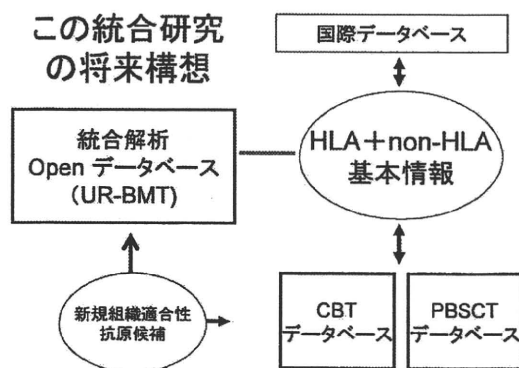 この統合研究
の将来構想
国際データベース
統合解析
Open データベース
（UR-BMT)
HLA＋non-HLA
基本情報
新規組織適合性
抗原候補
CBT
データベース
PBSCT
データベース